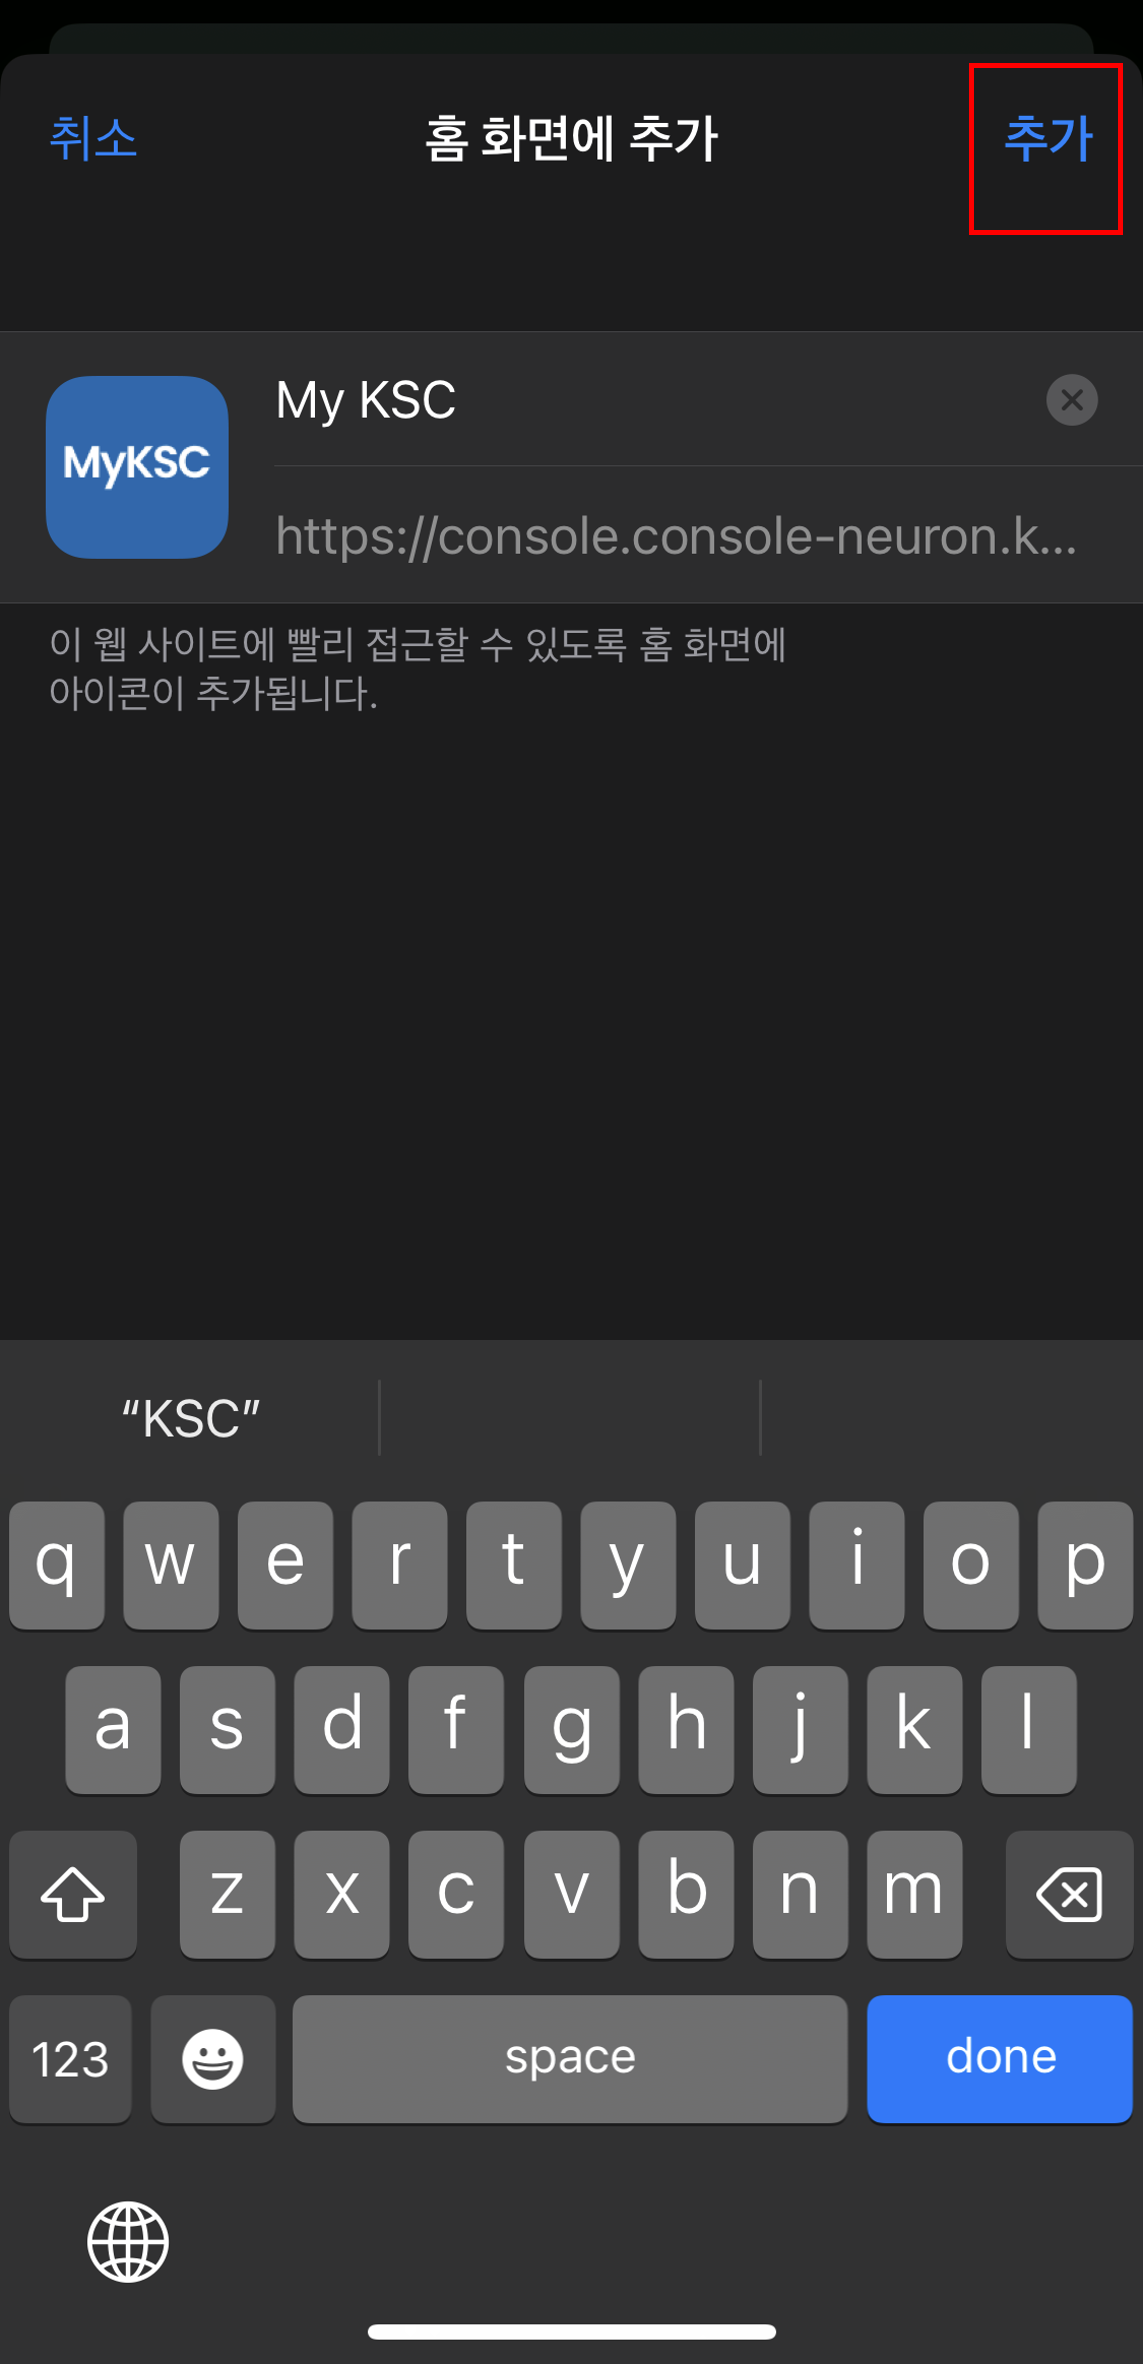 취소
홈 화면에 추가
추가
MyKSC
My KSC
https://console.console-neuron.k...
이 웹 사이트에 빨리 접근할 수 있도록 홈 화면에
아이콘이 추가됩니다.
“KSC”
q w e r t y u i o p
a s d f g h j k l
z x c v b n m
123 space done